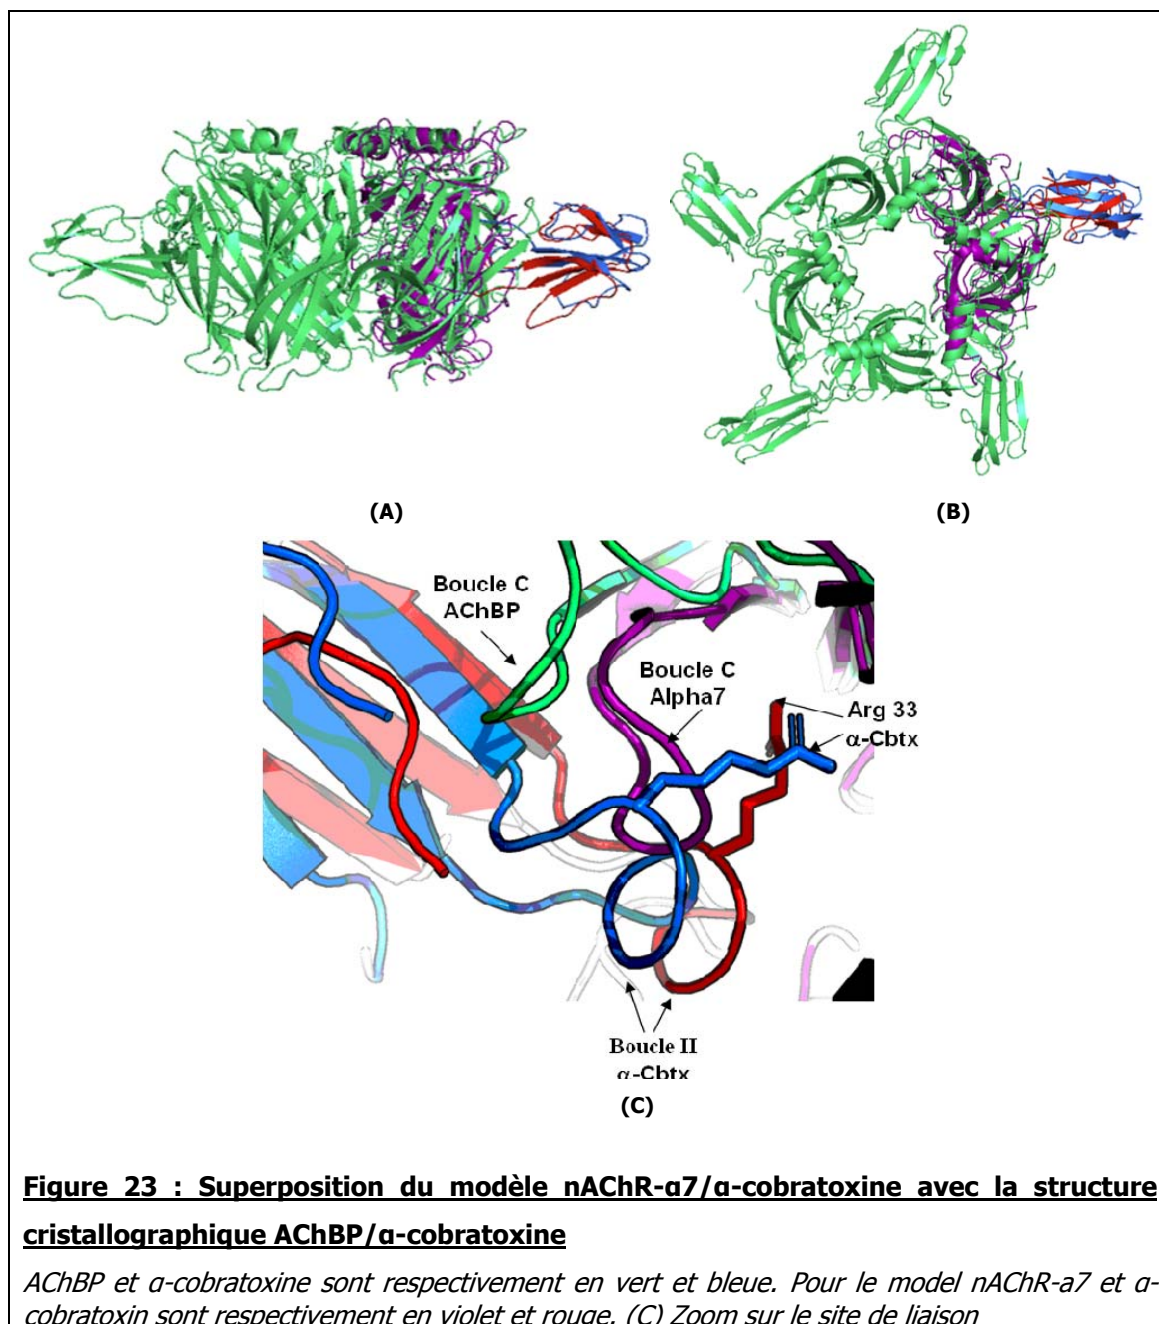 (A)
(B)
Boucle C
AChBP
Boucle C
Alpha7
Arg 33
α-Cbtx
Boucle II
α-Cbtx
(C)
Figure 23 : Superposition du modèle nAChR-α7/α-cobratoxine avec la structure
cristallographique AChBP/α-cobratoxine
AChBP et α-cobratoxine sont respectivement en vert et bleue. Pour le model nAChR-a7 et α-
cobratoxin sont respectivement en violet et rouge. (C) Zoom sur le site de liaison